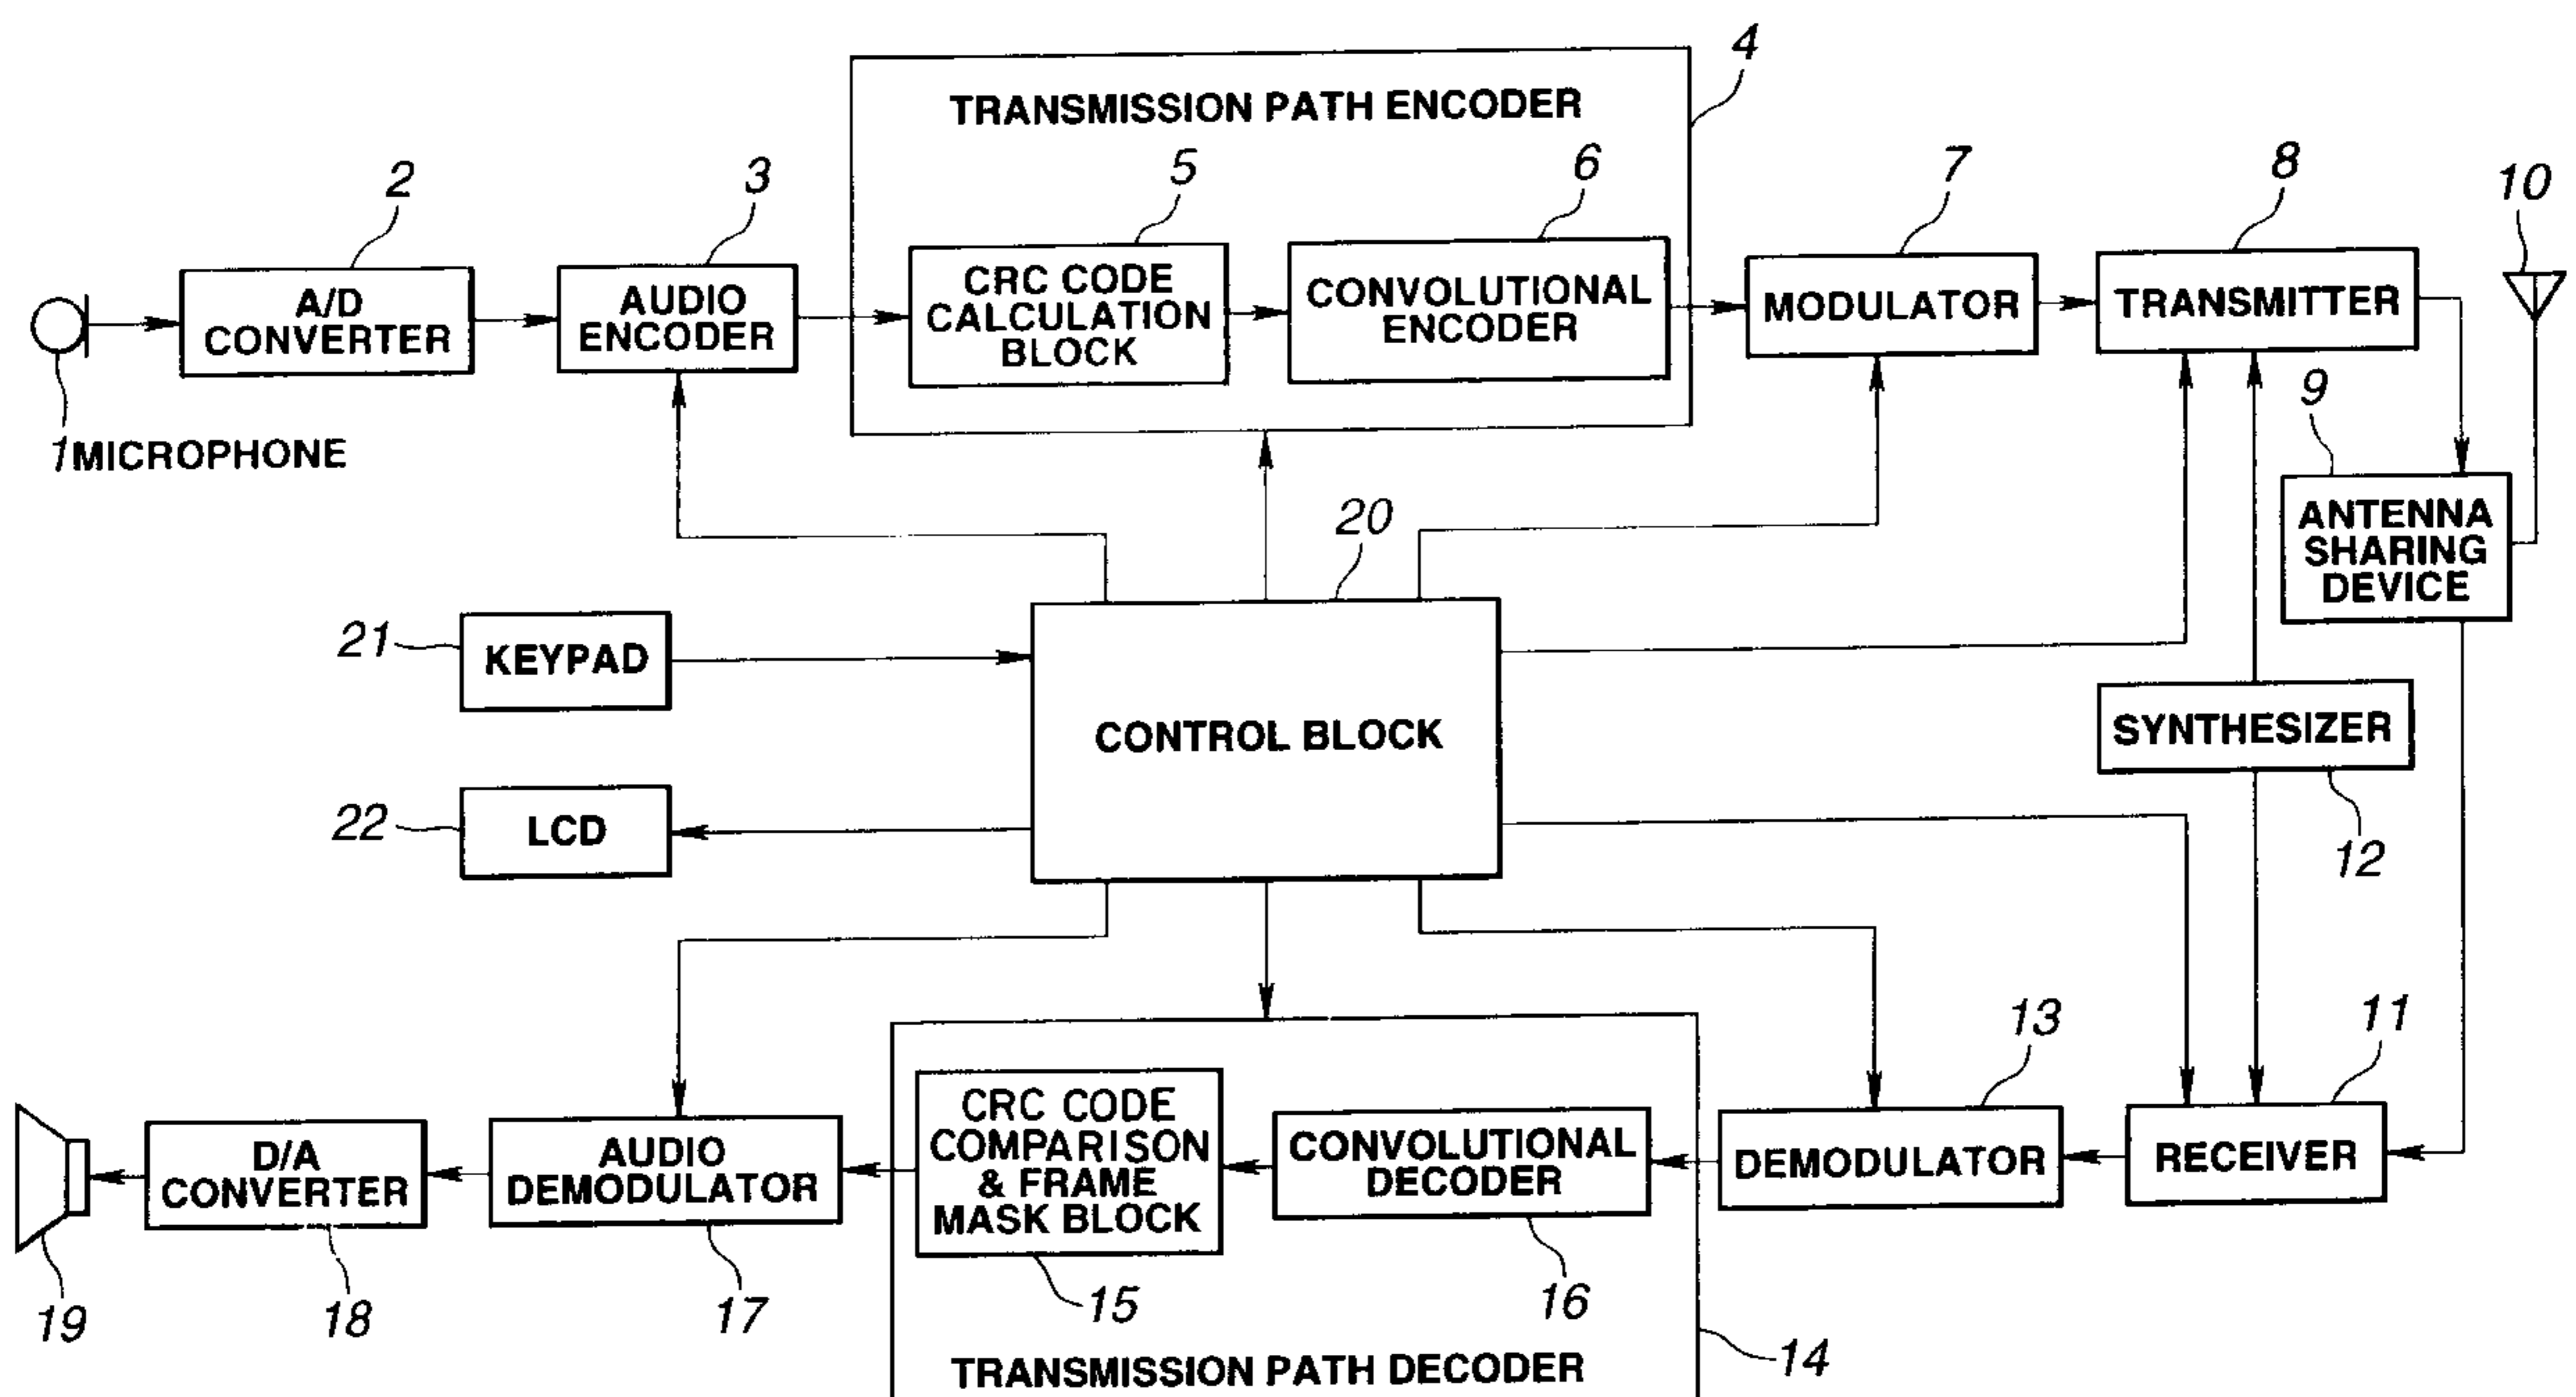 4
TRANSMISSION PATH ENCODER
2
3
5
6
7
8
10
A/D
CONVERTER
AUDIO
ENCODER
CRC CODE
CALCULATION
BLOCK
CONVOLUTIONAL
ENCODER
MODULATOR
TRANSMITTER
1 MICROPHONE
9
ANTENNA
SHARING
DEVICE
20
21
KEYPAD
CONTROL BLOCK
SYNTHESIZER
12
22
LCD
13
11
D/A
CONVERTER
AUDIO
DEMODULATOR
CRC CODE
COMPARISON
& FRAME
MASK BLOCK
CONVOLUTIONAL
DECODER
DEMODULATOR
RECEIVER
19
18
17
15
16
14
TRANSMISSION PATH DECODER